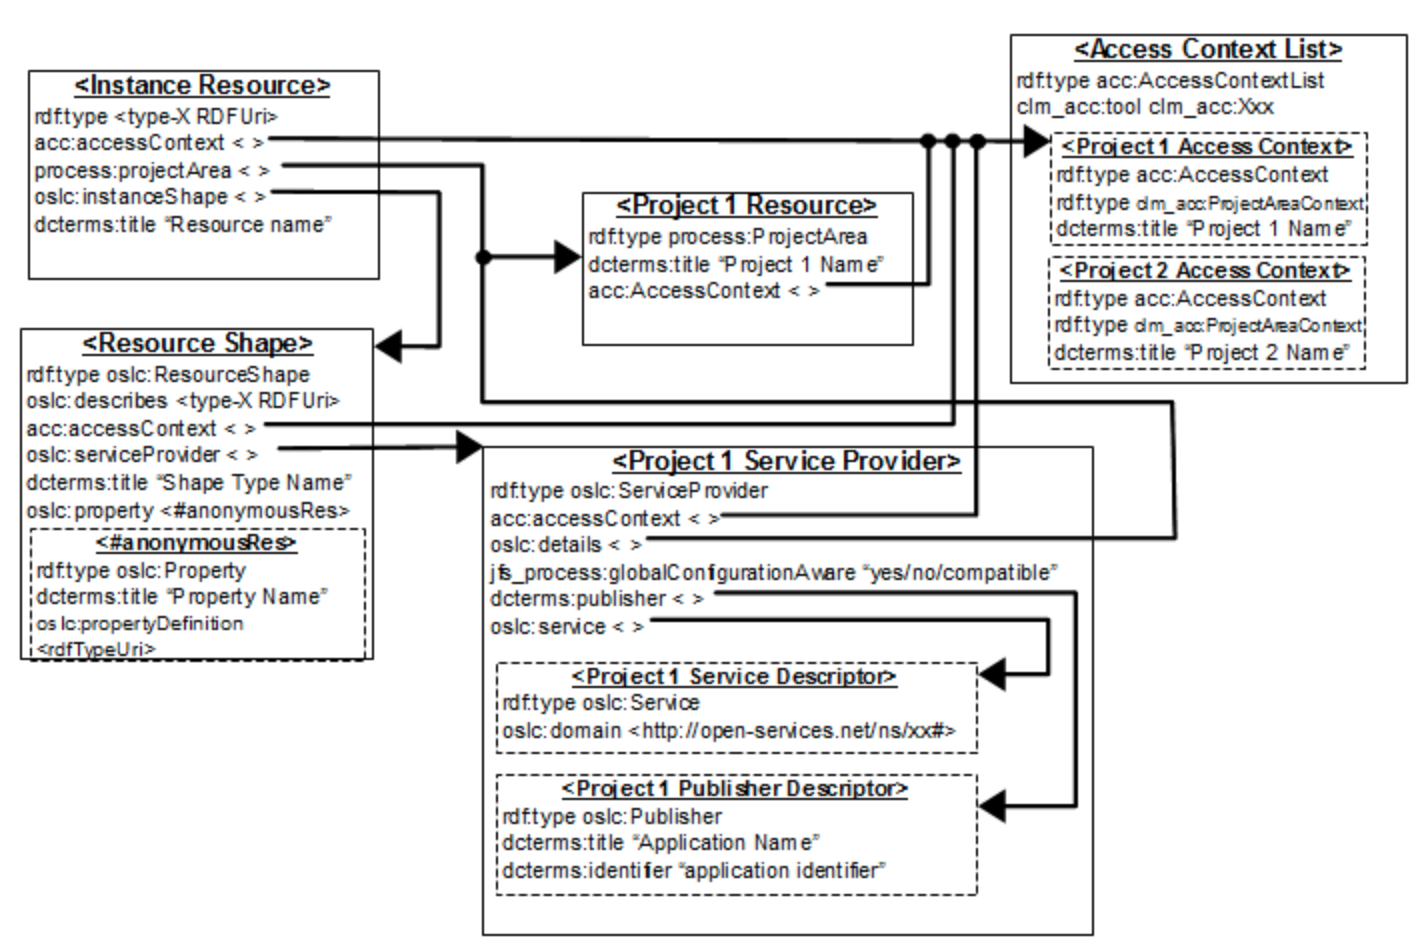 <Instance Resource>
rdf:type <type-X RDFUri>
acc:accessContext < >
process:projectArea < >
oslc:instanceShape < >
dcterms:title “Resource name”
<Project 1 Resource>
rdf:type process:ProjectArea
dcterms:title “Project 1 Name”
acc:AccessContext < >
<Access Context List>
rdf:type acc:AccessContextList
clm_acc:tool clm_acc:Xxx
<Project 1 Access Context>
rdf:type acc:AccessContext
rdf:type clm_acc:ProjectAreaContext
dcterms:title “Project 1 Name”
<Project 2 Access Context>
rdf:type acc:AccessContext
rdf:type clm_acc:ProjectAreaContext
dcterms:title “Project 2 Name”
<Resource Shape>
rdf:type oslc:ResourceShape
oslc:describes <type-X RDFUri>
acc:accessContext < >
oslc:serviceProvider < >
dcterms:title “Shape Type Name”
oslc:property <#anonymousRes>
<#anonymousRes>
rdf:type oslc:Property
dcterms:title “Property Name”
oslc:propertyDefinition
<rdfTypeUri>
<Project 1 Service Provider>
rdf:type oslc:ServiceProvider
acc:accessContext < >
oslc:details < >
jfs_process:globalConfigurationAware “yes/no/compatible”
dcterms:publisher < >
oslc:service < >
<Project 1 Service Descriptor>
rdf:type oslc:Service
oslc:domain <http://open-services.net/ns/xx#>
<Project 1 Publisher Descriptor>
rdf:type oslc:Publisher
dcterms:title “Application Name”
dcterms:identifier “application identifier”